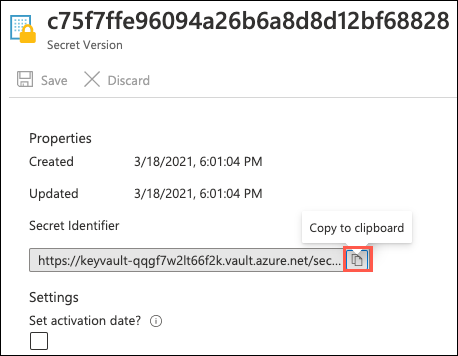 c75f7ffe96094a26b6a8d8d12bf68828
Secret Version
Save Discard
Properties
Created 3/18/2021, 6:01:04 PM
Updated 3/18/2021, 6:01:04 PM
Secret Identifier
Copy to clipboard
https://keyvault-qqgf7w2lt66f2k.vault.azure.net/sec...
Settings
Set activation date?